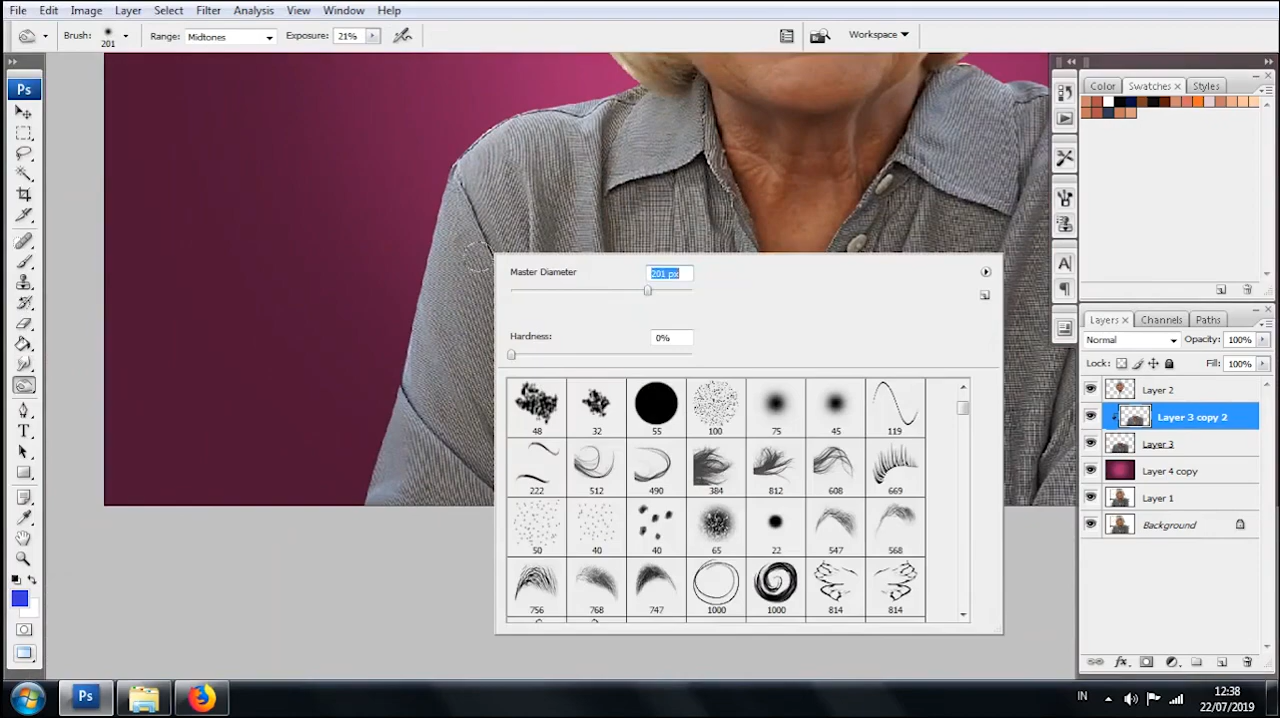 File Edit Image Layer Select Filter Analysis View Window Help
Brush: 201 Range: Midtones Exposure: 21% Workspace
Ps
Color Swatches Styles
Master Diameter 201 px
Hardness: 0%
48 32 55 100 75 45 119
222 512 490 384 812 608 669
50 40 40 65 22 547 568
756 768 747 1000 1000 814 814
Layers Channels Paths
Normal Opacity: 100%
Lock: Fill: 100%
Layer 2
Layer 3 copy 2
Layer 3
Layer 4 copy
Layer 1
Background
Ps IN 12:38
22/07/2019